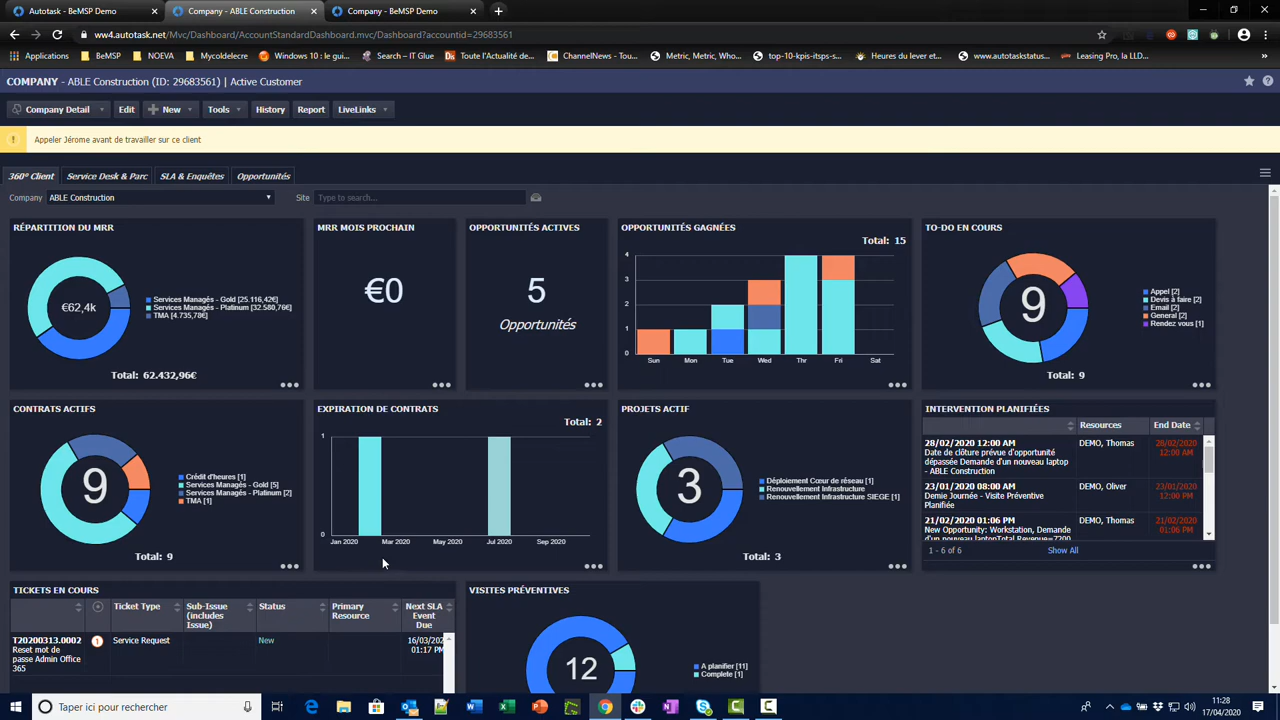 Autotask - BeMSP Demo
Company - ABLE Construction
Company - BeMSP Demo
ww4.autotask.net/Mvc/Dashboard/AccountStandardDashboard.mvc/Dashboard?accountid=29683561
Applications BeMSP NOEVA Mycoldelecre Windows 10 : le gui... Search — IT Glue Toute l'Actualité de... ChannelNews - Tou... Metric, Metric, Who... top-10-kpis-itsps-s... Heures du lever et... www.autotaskstatus... Leasing Pro, la LLD...
COMPANY - ABLE Construction (ID: 29683561) | Active Customer
Company Detail Edit New Tools History Report LiveLinks
Appeler Jérome avant de travailler sur ce client
360° Client Service Desk & Parc SLA & Enquêtes Opportunités
Company ABLE Construction Site Type to search...
RÉPARTITION DU MRR
€62,4k
Services Managés - Gold [25.116,42€]
Services Managés - Platinum [32.580,76€]
TMA [4.735,78€]
Total: 62.432,96€
MRR MOIS PROCHAIN
€0
OPPORTUNITÉS ACTIVES
5
Opportunités
OPPORTUNITÉS GAGNÉES
Total: 15
4
3
2
1
0
Sun Mon Tue Wed Thr Fri Sat
TO-DO EN COURS
9
Appel [2]
Devis à faire [2]
Email [2]
General [2]
Rendez vous [1]
Total: 9
CONTRATS ACTIFS
9
Crédit d'heures [1]
Services Managés - Gold [5]
Services Managés - Platinum [2]
TMA [1]
Total: 9
EXPIRATION DE CONTRATS
Total: 2
1
0
Jan 2020 Mar 2020 May 2020 Jul 2020 Sep 2020
PROJETS ACTIF
3
Déploiement Cœur de réseau [1]
Renouvellement Infrastructure
Renouvellement Infrastructure SIEGE [1]
Total: 3
INTERVENTION PLANIFIÉES
Resources End Date
28/02/2020 12:00 AM DEMO, Thomas 28/02/2020
Date de clôture prévue d'opportunité 12:00 AM
dépassée Demande d'un nouveau laptop
- ABLE Construction
23/01/2020 08:00 AM DEMO, Oliver 23/01/2020
Demie Journée - Visite Préventive 12:00 PM
Planifiée
21/02/2020 01:06 PM DEMO, Thomas 21/02/2020
New Opportunity: Workstation, Demande 01:06 PM
d'un nouveau laptopTotal Revenue=7200
1 - 6 of 6 Show All
TICKETS EN COURS
Ticket Type Sub-Issue (includes Issue) Status Primary Resource Next SLA Event Due
T20200313.0002 1 Service Request New 16/03/202
Reset mot de 01:17 PM
passe Admin Office
365
VISITES PRÉVENTIVES
12
A planifier [11]
Complete [1]
Taper ici pour rechercher
11:28
17/04/2020